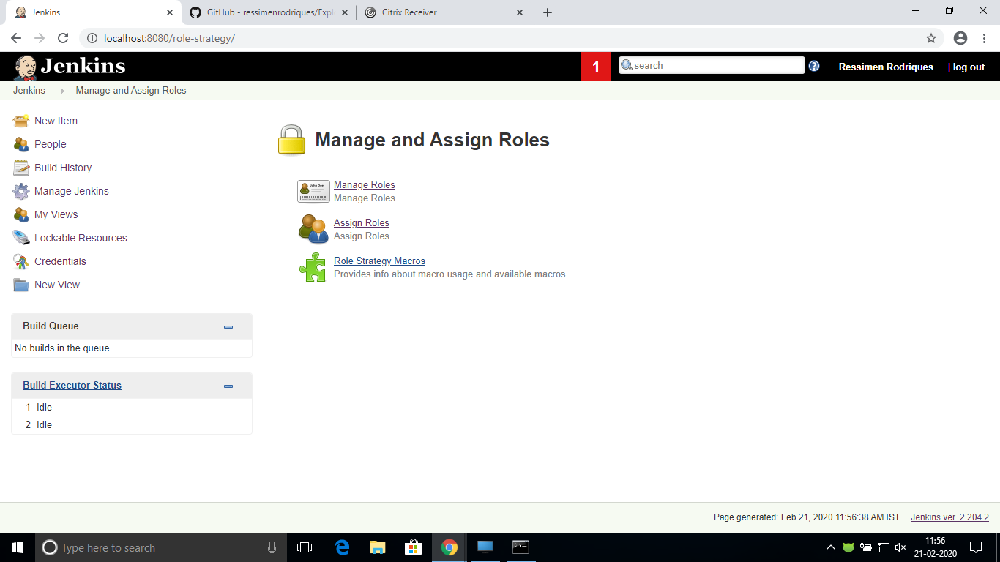 Jenkins
GitHub - ressimenrodriques/Expl
Citrix Receiver
localhost:8080/role-strategy/
Jenkins
1
search
Ressimen Rodriques
| log out
Jenkins
Manage and Assign Roles
New Item
People
Build History
Manage Jenkins
My Views
Lockable Resources
Credentials
New View
Build Queue
No builds in the queue.
Build Executor Status
1 Idle
2 Idle
Manage and Assign Roles
John Doe
Manage Roles
Manage Roles
Assign Roles
Assign Roles
Role Strategy Macros
Provides info about macro usage and available macros
Page generated: Feb 21, 2020 11:56:38 AM IST
Jenkins ver. 2.204.2
Type here to search
11:56
21-02-2020